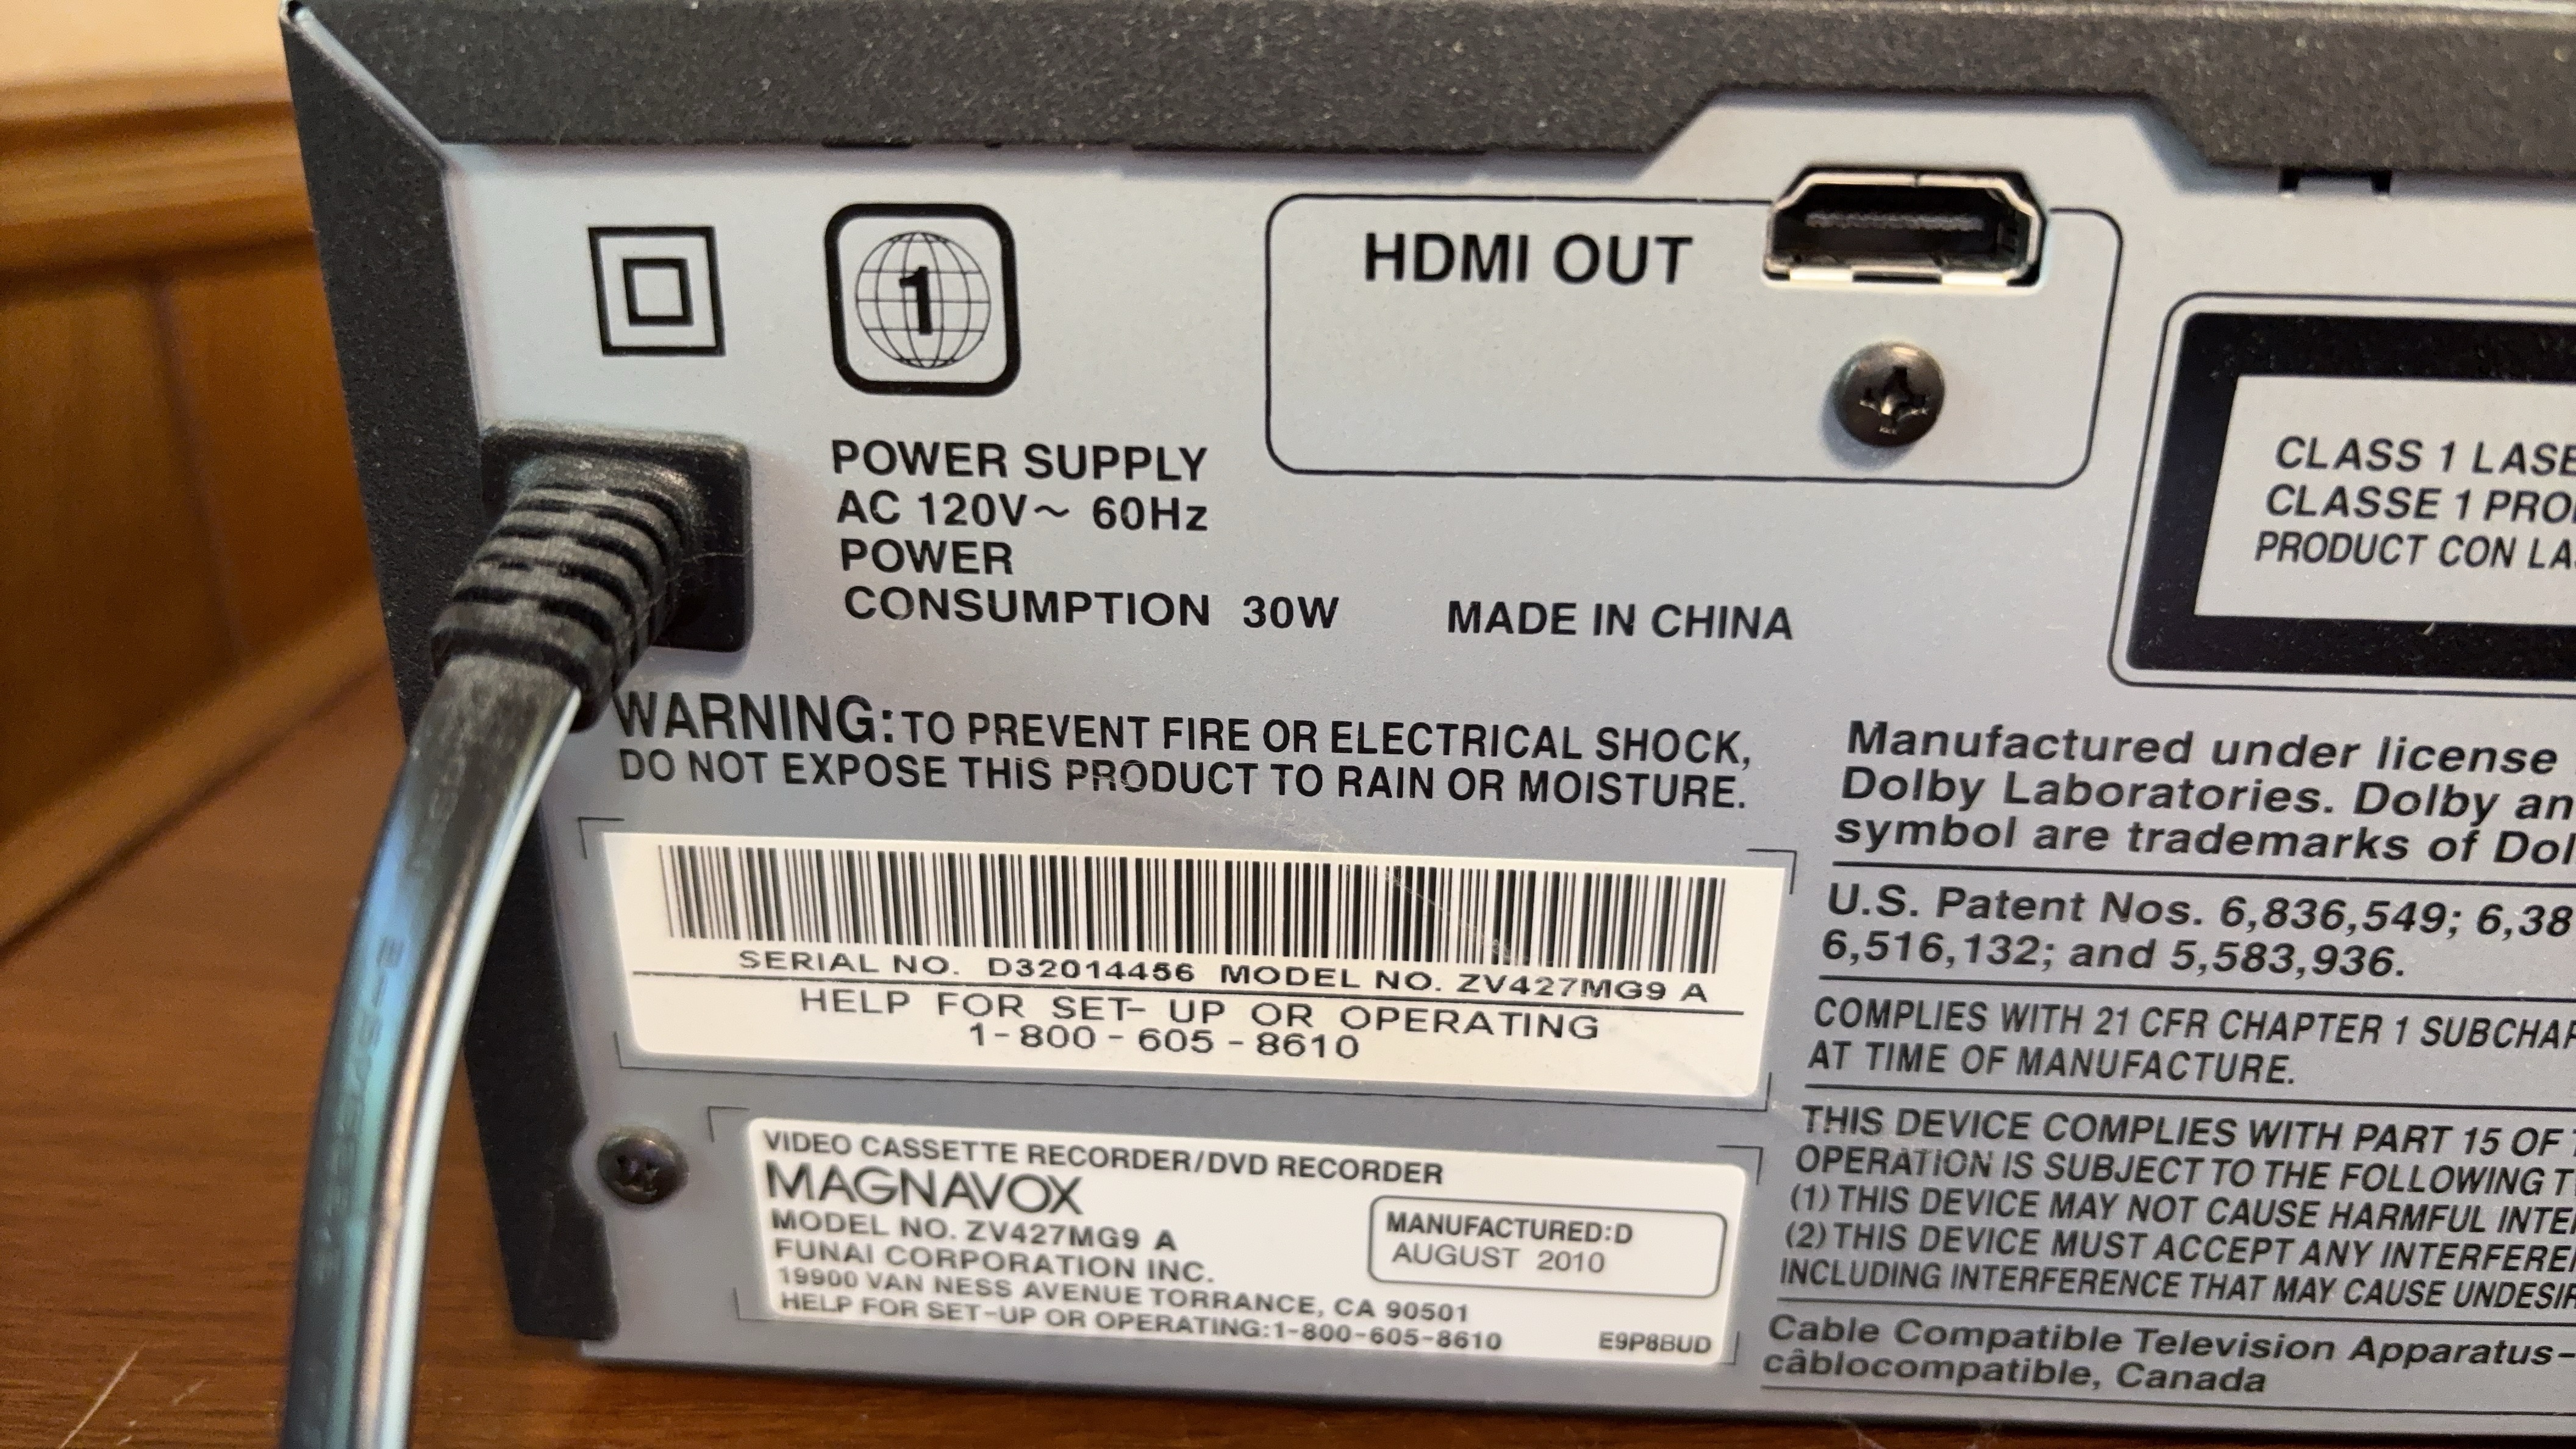 1
HDMI OUT
POWER SUPPLY
AC 120V～ 60Hz
POWER
CONSUMPTION 30W
MADE IN CHINA
CLASS 1
CLASSE 1
PRODUCT CON
WARNING: TO PREVENT FIRE OR ELECTRICAL SHOCK,
DO NOT EXPOSE THIS PRODUCT TO RAIN OR MOISTURE.
SERIAL NO. D32014456 MODEL NO. ZV427MG9 A
HELP FOR SET- UP OR OPERATING
1-800-605-8610
VIDEO CASSETTE RECORDER/DVD RECORDER
MAGNAVOX
MODEL NO. ZV427MG9 A
FUNAI CORPORATION INC.
19900 VAN NESS AVENUE TORRANCE, CA 90501
HELP FOR SET-UP OR OPERATING:1-800-605-8610
MANUFACTURED:D
AUGUST 2010
E9P8BUD
Manufactured under license
Dolby Laboratories. Dolby an
symbol are trademarks of Dol
U.S. Patent Nos. 6,836,549; 6,38
6,516,132; and 5,583,936.
COMPLIES WITH 21 CFR CHAPTER 1 SUBCHAP
AT TIME OF MANUFACTURE.
THIS DEVICE COMPLIES WITH PART 15 OF
OPERATION IS SUBJECT TO THE FOLLOWING
(1) THIS DEVICE MAY NOT CAUSE HARMFUL INTE
(2) THIS DEVICE MUST ACCEPT ANY INTERFERE
INCLUDING INTERFERENCE THAT MAY CAUSE UNDESIR
Cable Compatible Television Apparatus-
câblocompatible, Canada